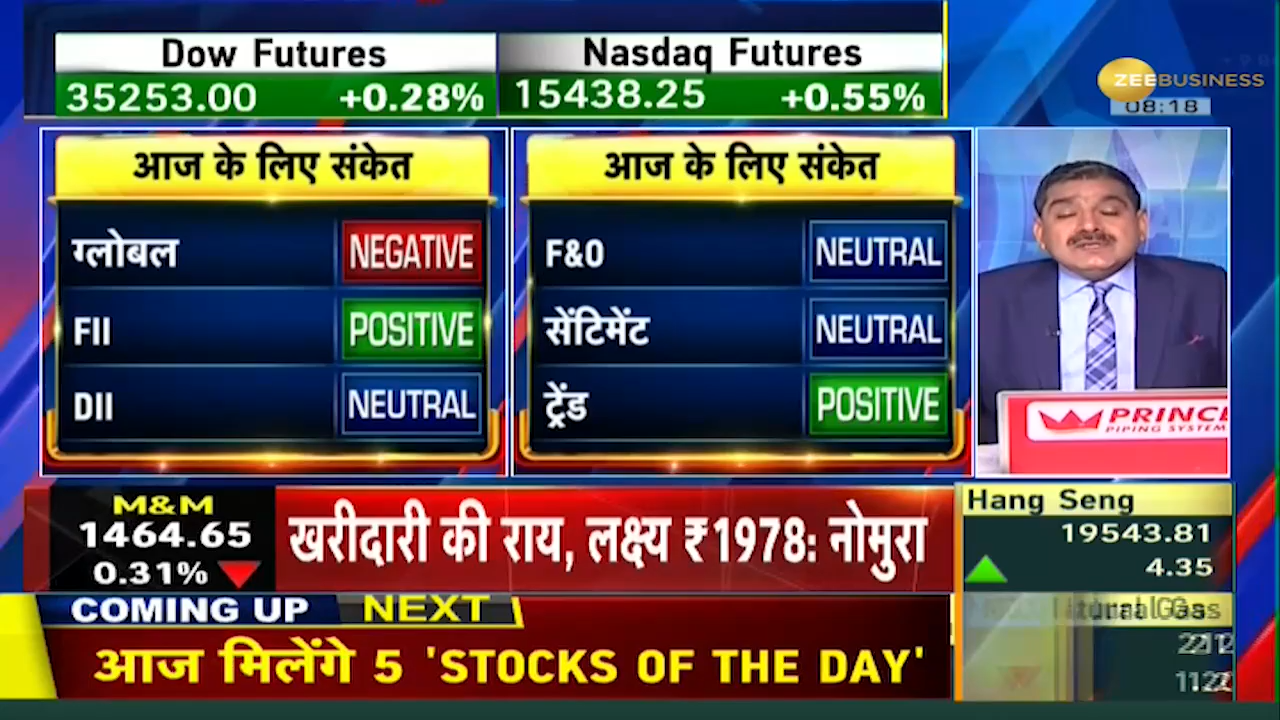 Dow Futures
35253.00 +0.28%
Nasdaq Futures
15438.25 +0.55%
ZEEBUSINESS
08:18
आज के लिए संकेत
ग्लोबल NEGATIVE
FII POSITIVE
DII NEUTRAL
आज के लिए संकेत
F&O NEUTRAL
सेंटिमेंट NEUTRAL
ट्रेंड POSITIVE
PRINCE
PIPING SYSTEM
M&M
1464.65
0.31%
खरीदारी की राय, लक्ष्य ₹1978: नोमुरा
Hang Seng
19543.81
4.35
COMING UP NEXT
आज मिलेंगे 5 'STOCKS OF THE DAY'